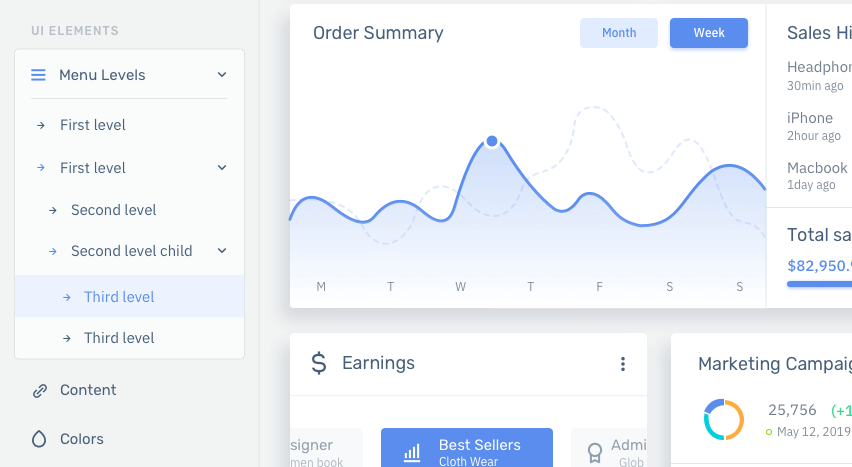 UI ELEMENTS
Menu Levels
First level
First level
Second level
Second level child
Third level
Third level
Content
Colors
Order Summary
Month
Week
M T W T F S S
Sales Hi
Headphor
30min ago
iPhone
2hour ago
Macbook
1day ago
Total sa
$82,950.9
Earnings
signer
men book
Best Sellers
Cloth Wear
Admi
Glob
Marketing Campaig
25,756 (+1
May 12, 2019